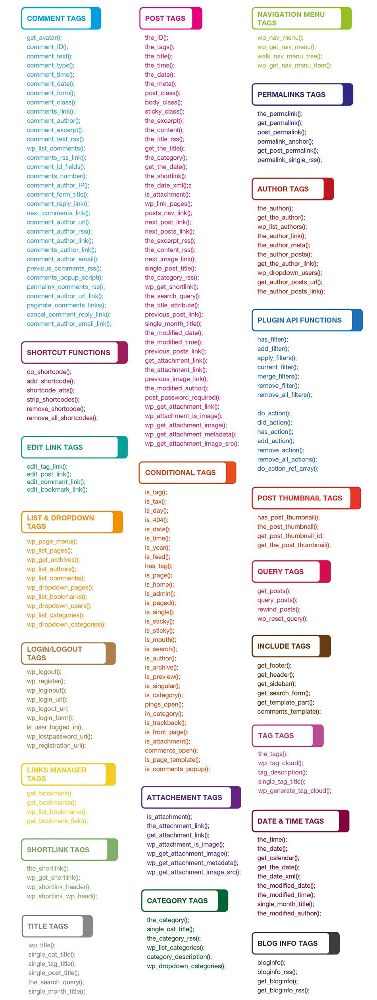 COMMENT TAGS
get_avatar();
comment_ID();
comment_text();
comment_type();
comment_time();
comment_date();
comment_form();
comment_class();
comments_link();
comment_author();
comment_excerpt();
comment_text_rss();
wp_list_comments();
comments_rss_link();
comment_id_fields();
comments_number();
comment_author_IP();
comment_form_title();
comment_reply_link();
next_comments_link();
comment_author_url();
comment_author_rss();
comment_author_link();
comments_author_link();
comment_author_email();
previous_comments_rss();
comments_popup_script();
permalink_comments_rss();
comment_author_url_link();
paginate_comments_links();
cancel_comment_reply_link();
comment_author_email_link();
SHORTCUT FUNCTIONS
do_shortcode();
add_shortcode();
shortcode_atts();
strip_shortcodes();
remove_shortcode();
remove_all_shortcodes();
EDIT LINK TAGS
edit_tag_link();
edit_post_link();
edit_comment_link();
edit_bookmark_link();
LIST & DROPDOWN
TAGS
wp_page_menu();
wp_list_pages();
wp_get_archives();
wp_list_authors();
wp_list_comments();
wp_dropdown_pages();
wp_list_bookmarks();
wp_dropdown_users();
wp_list_categories();
wp_dropdown_categories();
LOGIN/LOGOUT
TAGS
wp_logout();
wp_register();
wp_loginout();
wp_login_url();
wp_logout_url;
wp_login_form();
is_user_logged_in();
wp_lostpassword_url();
wp_registration_url();
LINKS MANAGER
TAGS
get_bookmark();
get_bookmarks();
wp_list_bookmarks();
get_bookmark_field();
SHORTLINK TAGS
the_shortlink();
wp_get_shortlink();
wp_shortlink_header();
wp_shortlink_wp_head();
TITLE TAGS
wp_title();
single_cat_title();
single_tag_title();
single_post_title();
the_search_query();
single_month_title();
POST TAGS
the_ID();
the_tags();
the_title();
the_time();
the_date();
the_meta();
post_class();
body_class();
sticky_class();
the_excerpt();
the_content();
the_title_rss();
get_the_title();
the_category();
get_the_date();
the_shortlink();
the_date_xml();z
is_attachment();
wp_link_pages();
posts_nav_link();
next_post_link();
next_posts_link();
the_excerpt_rss();
the_content_rss();
next_image_link();
single_post_title();
the_category_rss();
wp_get_shortlink();
the_search_query();
the_title_attribute();
previous_post_link();
single_month_title();
the_modified_date();
the_modified_time();
previous_posts_link();
get_attachment_link();
the_attachment_link();
previous_image_link();
the_modified_author();
post_password_required();
wp_get_attachment_link();
wp_attachment_is_image();
wp_get_attachment_image();
wp_get_attachment_metadata();
wp_get_attachment_image_src();
CONDITIONAL TAGS
is_tag();
is_tax();
is_day();
is_404();
is_date();
is_time();
is_year();
is_feed();
has_tag();
is_page();
is_home();
is_admin();
is_paged();
is_single();
is_sticky();
is_sticky();
is_mouth();
is_search();
is_author();
is_archive();
is_preview();
is_singular();
is_category();
pings_open();
in_category();
is_trackback();
is_front_page();
is_attachment();
comments_open();
is_page_template();
is_comments_popup();
ATTACHEMENT TAGS
is_attachment();
the_attachment_link();
get_attachment_link();
wp_attachment_is_image();
wp_get_attachment_image();
wp_get_attachment_metadata();
wp_get_attachment_image_src();
CATEGORY TAGS
the_category();
single_cat_title();
the_category_rss();
wp_list_categories();
category_description();
wp_dropdown_categories();
NAVIGATION MENU
TAGS
wp_nav_menu();
wp_get_nav_menu();
walk_nav_menu_tree();
wp_get_nav_menu_item();
PERMALINKS TAGS
the_permalink();
get_permalink();
post_permalink();
permalink_anchor();
get_post_permalink();
permalink_single_rss();
AUTHOR TAGS
the_author();
get_the_author();
wp_list_authors();
the_author_link();
the_author_meta();
the_author_posts();
get_the_author_link();
wp_dropdown_users();
get_author_posts_url();
the_author_posts_link();
PLUGIN API FUNCTIONS
has_filter();
add_filter();
apply_filters();
current_filter();
merge_filters();
remove_filter();
remove_all_filters();
do_action();
did_action();
has_action();
add_action();
remove_action();
remove_all_actions();
do_action_ref_array();
POST THUMBNAIL TAGS
has_post_thumbnail();
the_post_thumbnail();
get_post_thumbnail_id;
get_the_post_thumbnail();
QUERY TAGS
get_posts();
query_posts();
rewind_posts();
wp_reset_query();
INCLUDE TAGS
get_footer();
get_header();
get_sidebar();
get_search_form();
get_template_part();
comments_template();
TAG TAGS
the_tags();
wp_tag_cloud();
tag_description();
single_tag_title();
wp_generate_tag_cloud();
DATE & TIME TAGS
the_time();
the_date();
get_calendar();
get_the_date();
the_date_xml();
the_modified_date();
the_modified_time();
single_month_title();
the_modified_author();
BLOG INFO TAGS
bloginfo();
bloginfo_rss();
get_bloginfo();
get_bloginfo_rss();